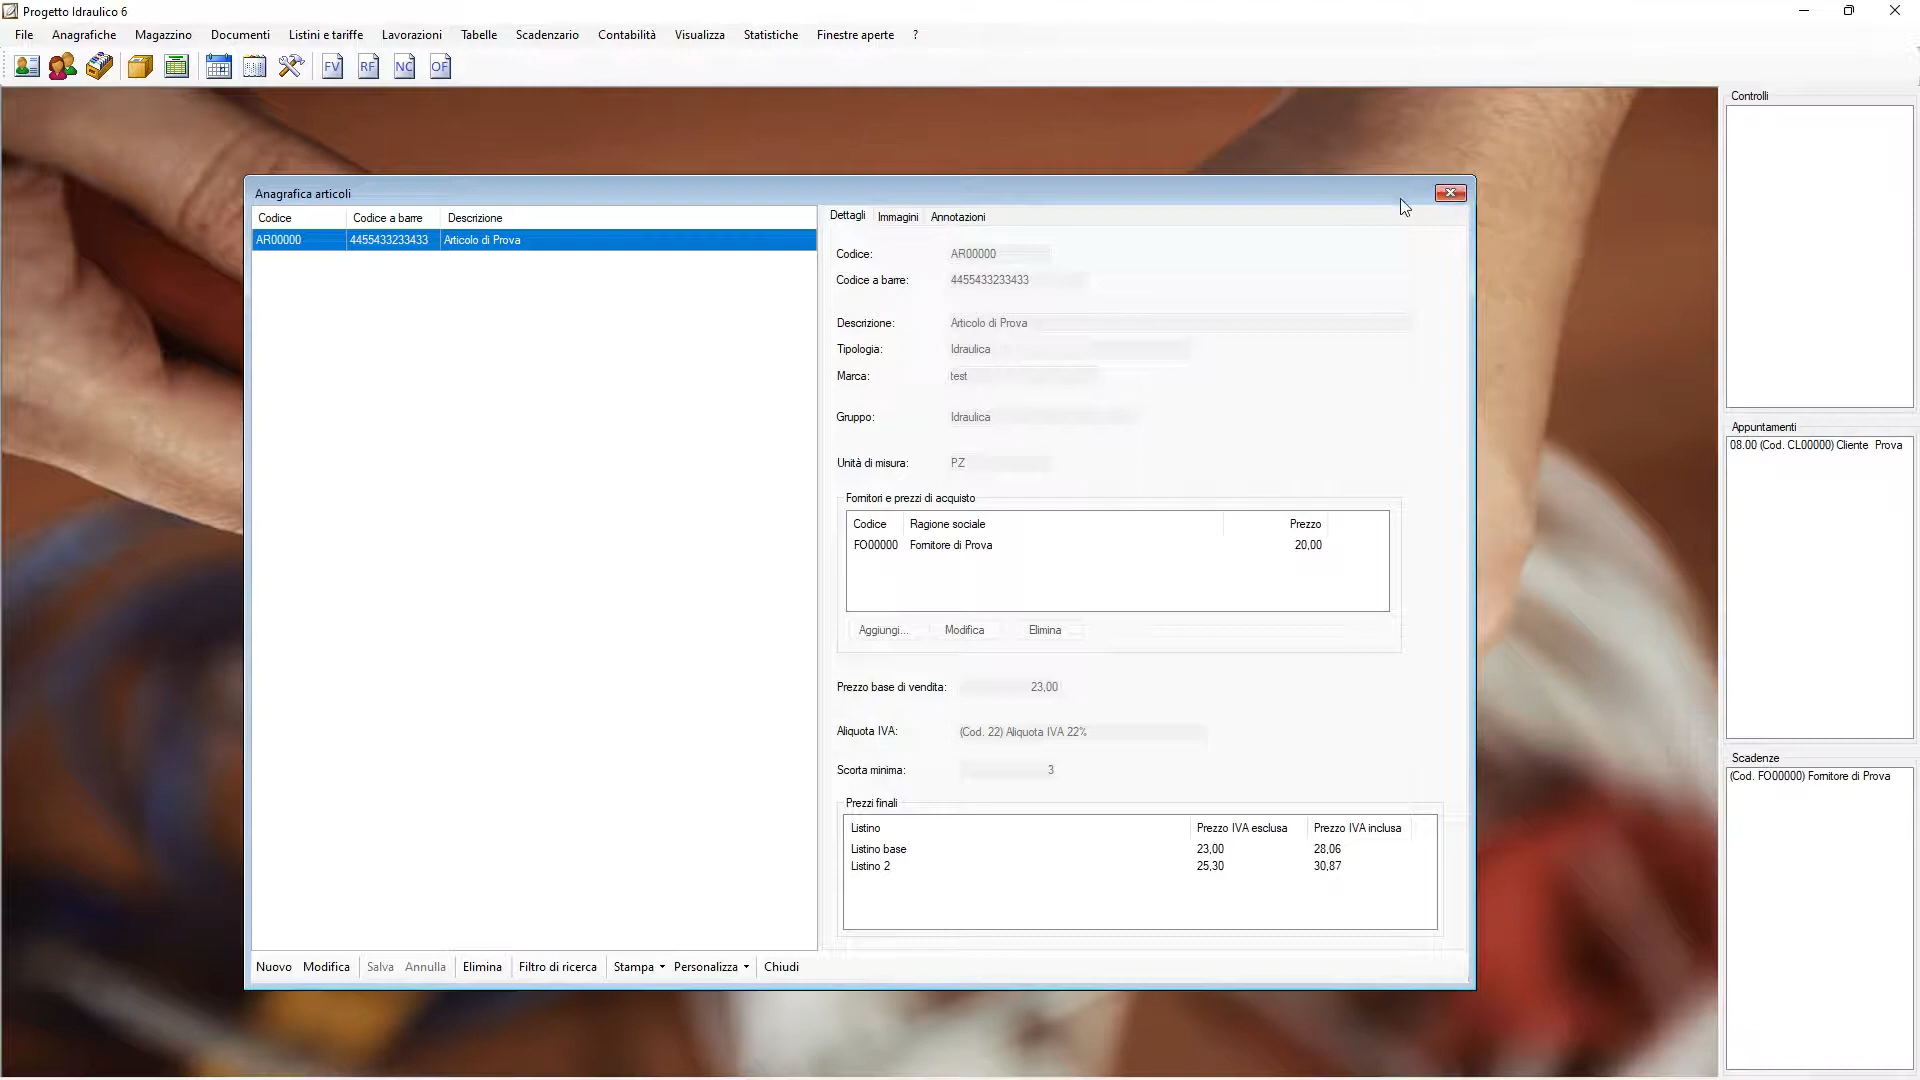 Progetto Idraulico 6
File Anagrafiche Magazzino Documenti Listini e tariffe Lavorazioni Tabelle Scadenzario Contabilità Visualizza Statistiche Finestre aperte ?
FV RF NC OF
Controlli
Anagrafica articoli
Codice Codice a barre Descrizione
AR00000 4455433233433 Articolo di Prova
Dettagli Immagini Annotazioni
Codice: AR00000
Codice a barre: 4455433233433
Descrizione: Articolo di Prova
Tipologia: Idraulica
Marca: test
Gruppo: Idraulica
Unità di misura: PZ
Fornitori e prezzi di acquisto
Codice Ragione sociale Prezzo
FO00000 Fornitore di Prova 20,00
Aggiungi... Modifica Elimina
Prezzo base di vendita: 23,00
Aliquota IVA: (Cod. 22) Aliquota IVA 22%
Scorta minima: 3
Prezzi finali
Listino Prezzo IVA esclusa Prezzo IVA inclusa
Listino base 23,00 28,06
Listino 2 25,30 30,87
Nuovo Modifica Salva Annulla Elimina Filtro di ricerca Stampa Personalizza Chiudi
Appuntamenti
08.00 (Cod. CL00000) Cliente Prova
Scadenze
(Cod. FO00000) Fornitore di Prova